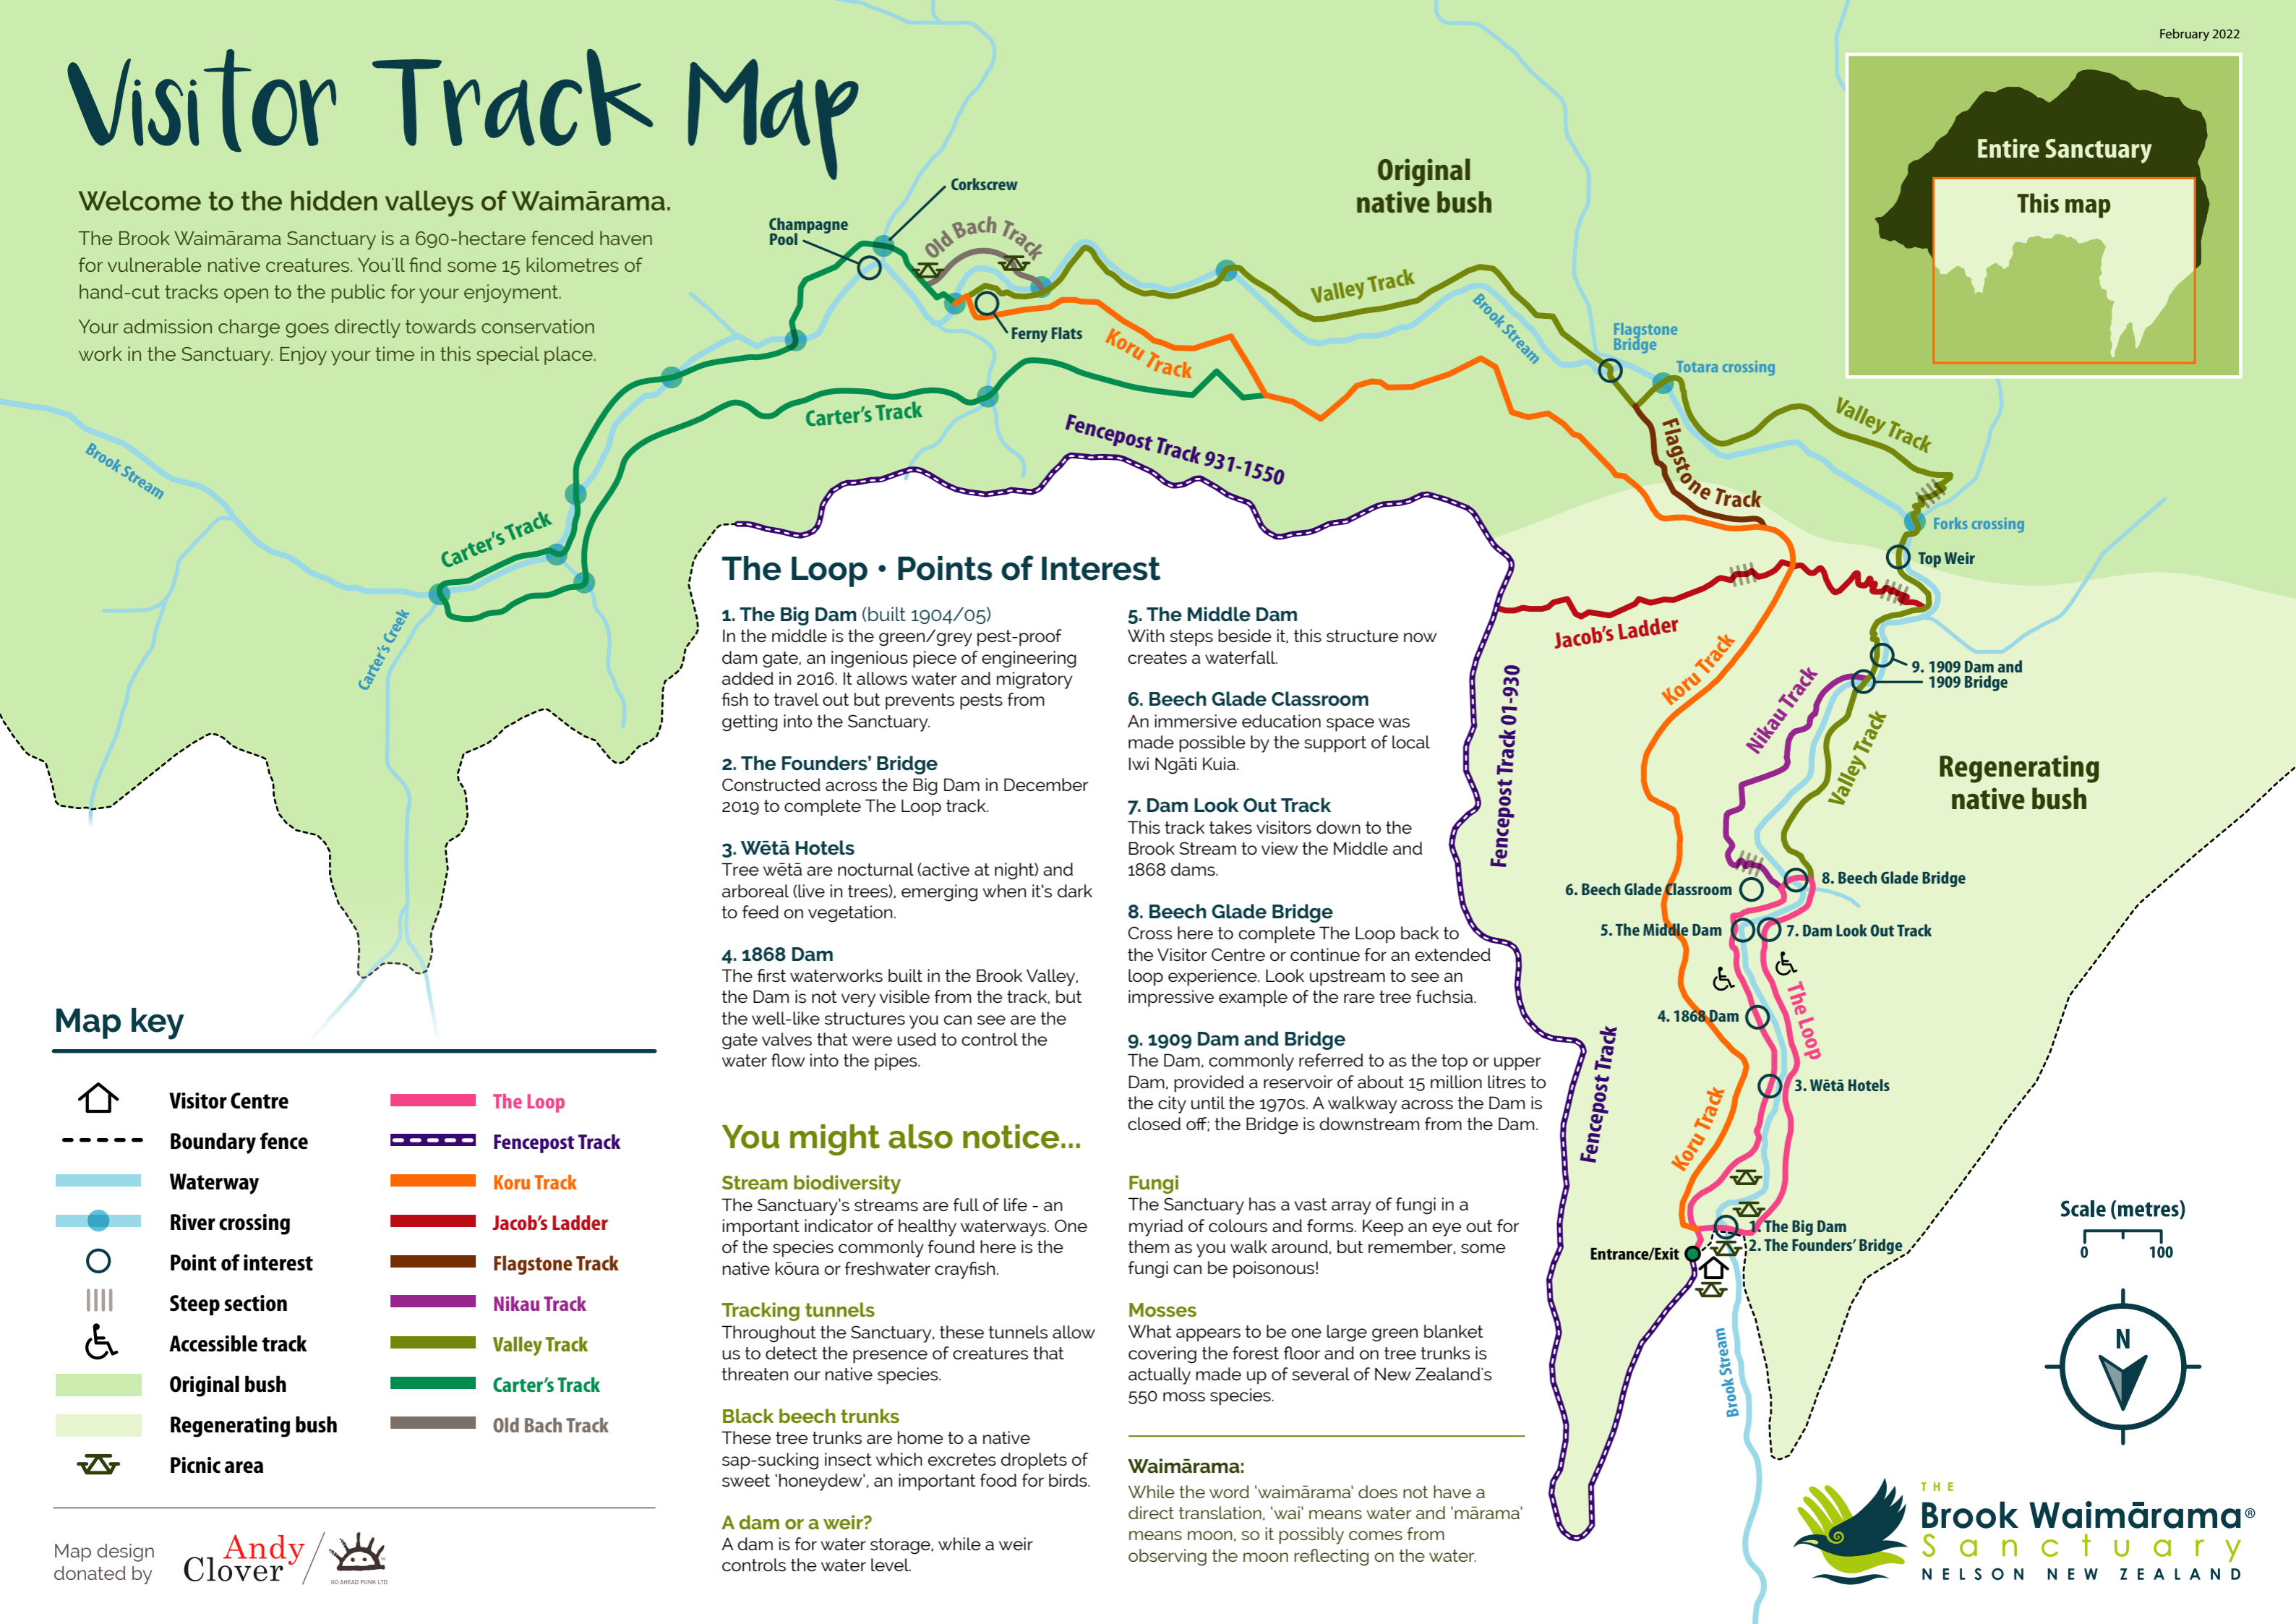 February 2022
Visitor Track Map
Welcome to the hidden valleys of Waimārama.
The Brook Waimārama Sanctuary is a 690-hectare fenced haven
for vulnerable native creatures. You'll find some 15 kilometres of
hand-cut tracks open to the public for your enjoyment.
Your admission charge goes directly towards conservation
work in the Sanctuary. Enjoy your time in this special place.
Entire Sanctuary
This map
Original
native bush
Corkscrew
Champagne
Pool
Old Bach Track
Ferny Flats
Koru Track
Valley Track
Brook Stream
Flagstone
Bridge
Totara crossing
Valley Track
Flagstone Track
Forks crossing
Top Weir
Carter's Track
Fencepost Track 931-1550
Brook Stream
Carter's Track
Carter's Creek
Jacob's Ladder
Koru Track
Nikau Track
9. 1909 Dam and
1909 Bridge
Valley Track
Regenerating
native bush
Fencepost Track 01-930
6. Beech Glade Classroom
8. Beech Glade Bridge
5. The Middle Dam
7. Dam Look Out Track
The Loop
4. 1868 Dam
3. Wētā Hotels
Koru Track
Fencepost Track
1. The Big Dam
2. The Founders' Bridge
Entrance/Exit
Brook Stream
The Loop • Points of Interest
1. The Big Dam (built 1904/05)
In the middle is the green/grey pest-proof
dam gate, an ingenious piece of engineering
added in 2016. It allows water and migratory
fish to travel out but prevents pests from
getting into the Sanctuary.
2. The Founders' Bridge
Constructed across the Big Dam in December
2019 to complete The Loop track.
3. Wētā Hotels
Tree wētā are nocturnal (active at night) and
arboreal (live in trees), emerging when it's dark
to feed on vegetation.
4. 1868 Dam
The first waterworks built in the Brook Valley,
the Dam is not very visible from the track, but
the well-like structures you can see are the
gate valves that were used to control the
water flow into the pipes.
5. The Middle Dam
With steps beside it, this structure now
creates a waterfall.
6. Beech Glade Classroom
An immersive education space was
made possible by the support of local
Iwi Ngāti Kuia.
7. Dam Look Out Track
This track takes visitors down to the
Brook Stream to view the Middle and
1868 dams.
8. Beech Glade Bridge
Cross here to complete The Loop back to
the Visitor Centre or continue for an extended
loop experience. Look upstream to see an
impressive example of the rare tree fuchsia.
9. 1909 Dam and Bridge
The Dam, commonly referred to as the top or upper
Dam, provided a reservoir of about 15 million litres to
the city until the 1970s. A walkway across the Dam is
closed off; the Bridge is downstream from the Dam.
You might also notice...
Stream biodiversity
The Sanctuary's streams are full of life - an
important indicator of healthy waterways. One
of the species commonly found here is the
native kōura or freshwater crayfish.
Tracking tunnels
Throughout the Sanctuary, these tunnels allow
us to detect the presence of creatures that
threaten our native species.
Black beech trunks
These tree trunks are home to a native
sap-sucking insect which excretes droplets of
sweet 'honeydew', an important food for birds.
A dam or a weir?
A dam is for water storage, while a weir
controls the water level.
Fungi
The Sanctuary has a vast array of fungi in a
myriad of colours and forms. Keep an eye out for
them as you walk around, but remember, some
fungi can be poisonous!
Mosses
What appears to be one large green blanket
covering the forest floor and on tree trunks is
actually made up of several of New Zealand's
550 moss species.
Waimārama:
While the word 'waimārama' does not have a
direct translation, 'wai' means water and 'mārama'
means moon, so it possibly comes from
observing the moon reflecting on the water.
Map key
Visitor Centre
Boundary fence
Waterway
River crossing
Point of interest
Steep section
Accessible track
Original bush
Regenerating bush
Picnic area
The Loop
Fencepost Track
Koru Track
Jacob's Ladder
Flagstone Track
Nikau Track
Valley Track
Carter's Track
Old Bach Track
Map design
donated by
Andy
Clover
GO AHEAD PUNK LTD
Scale (metres)
0 100
N
THE
Brook Waimārama®
Sanctuary
NELSON NEW ZEALAND